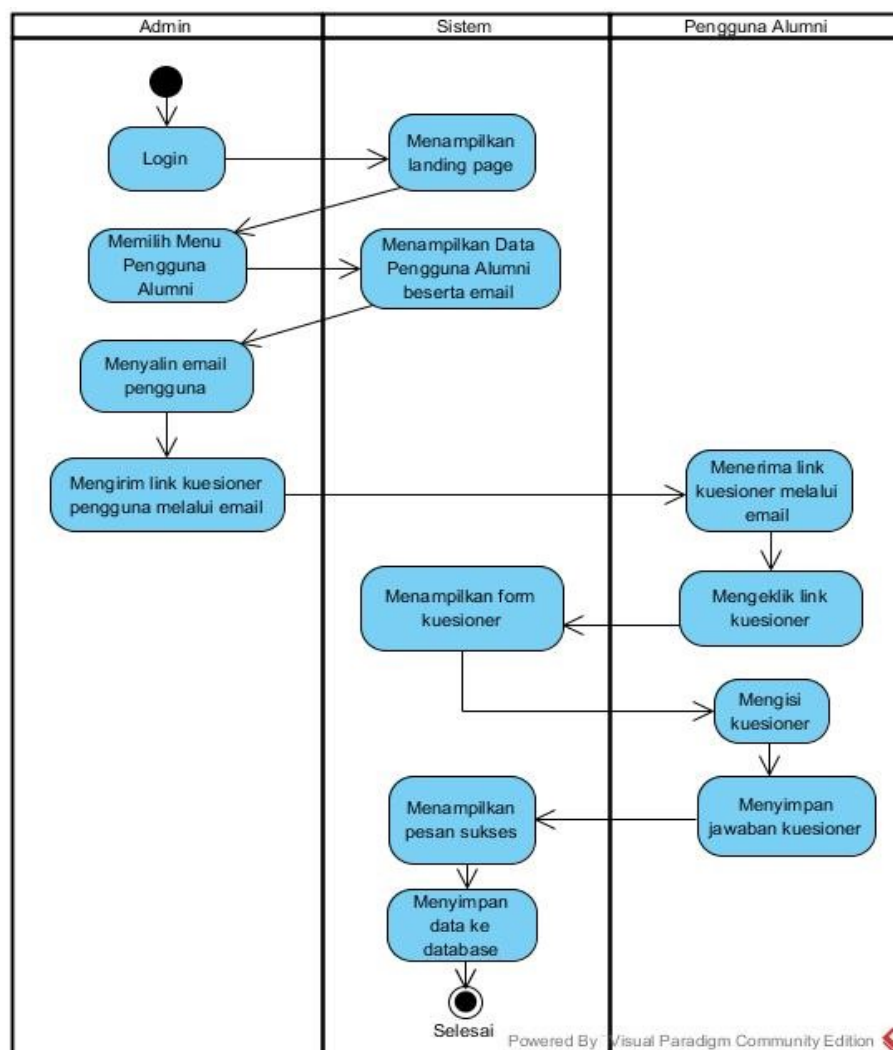 Admin
Sistem
Pengguna Alumni
Login
Menampilkan
landing page
Memilih Menu
Pengguna
Alumni
Menampilkan Data
Pengguna Alumni
beserta email
Menyalin email
pengguna
Mengirim link kuesioner
pengguna melalui email
Menerima link
kuesioner melalui
email
Mengeklik link
kuesioner
Menampilkan form
kuesioner
Mengisi
kuesioner
Menyimpan
jawaban kuesioner
Menampilkan
pesan sukses
Menyimpan
data ke
database
Selesai
Powered By Visual Paradigm Community Edition